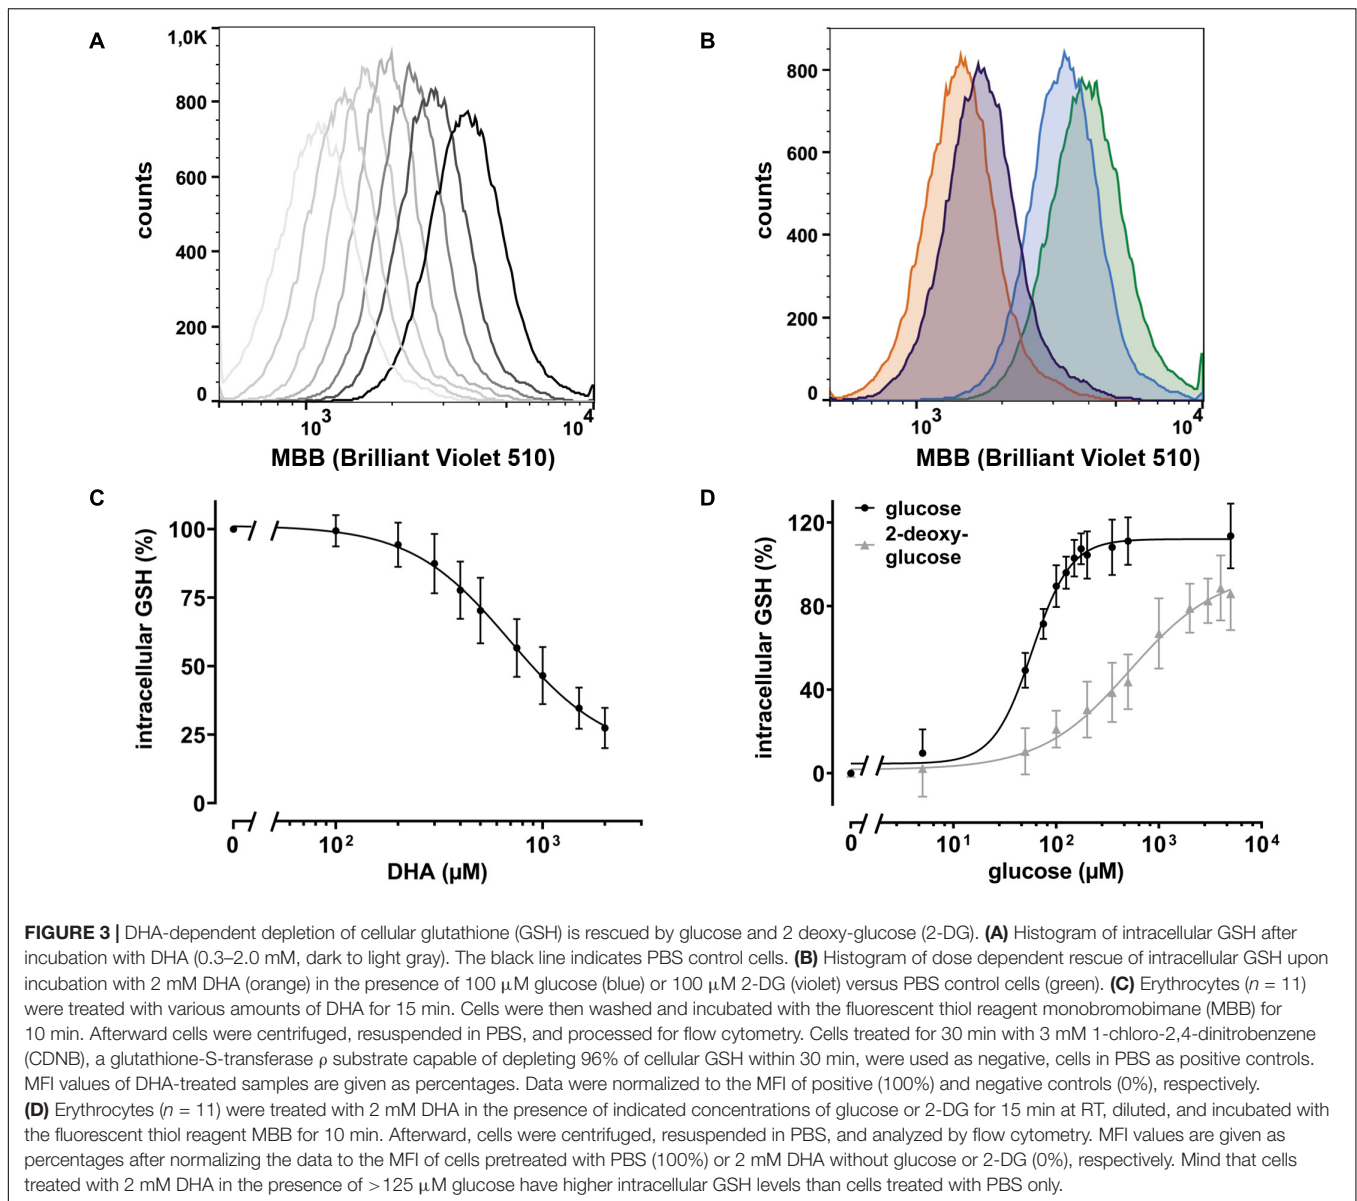 A
1,0K
800
600
400
200
0
counts
10³
10⁴
MBB (Brilliant Violet 510)
B
800
600
400
200
0
counts
10³
10⁴
MBB (Brilliant Violet 510)
C
100
75
50
25
0
intracellular GSH (%)
0
10²
10³
DHA (µM)
D
glucose
2-deoxy-
glucose
120
80
40
0
intracellular GSH (%)
0
10¹
10²
10³
10⁴
glucose (µM)
FIGURE 3 | DHA-dependent depletion of cellular glutathione (GSH) is rescued by glucose and 2 deoxy-glucose (2-DG). (A) Histogram of intracellular GSH after
incubation with DHA (0.3–2.0 mM, dark to light gray). The black line indicates PBS control cells. (B) Histogram of dose dependent rescue of intracellular GSH upon
incubation with 2 mM DHA (orange) in the presence of 100 µM glucose (blue) or 100 µM 2-DG (violet) versus PBS control cells (green). (C) Erythrocytes (n = 11)
were treated with various amounts of DHA for 15 min. Cells were then washed and incubated with the fluorescent thiol reagent monobromobimane (MBB) for
10 min. Afterward cells were centrifuged, resuspended in PBS, and processed for flow cytometry. Cells treated for 30 min with 3 mM 1-chloro-2,4-dinitrobenzene
(CDNB), a glutathione-S-transferase ρ substrate capable of depleting 96% of cellular GSH within 30 min, were used as negative, cells in PBS as positive controls.
MFI values of DHA-treated samples are given as percentages. Data were normalized to the MFI of positive (100%) and negative controls (0%), respectively.
(D) Erythrocytes (n = 11) were treated with 2 mM DHA in the presence of indicated concentrations of glucose or 2-DG for 15 min at RT, diluted, and incubated with
the fluorescent thiol reagent MBB for 10 min. Afterward, cells were centrifuged, resuspended in PBS, and analyzed by flow cytometry. MFI values are given as
percentages after normalizing the data to the MFI of cells pretreated with PBS (100%) or 2 mM DHA without glucose or 2-DG (0%), respectively. Mind that cells
treated with 2 mM DHA in the presence of >125 µM glucose have higher intracellular GSH levels than cells treated with PBS only.